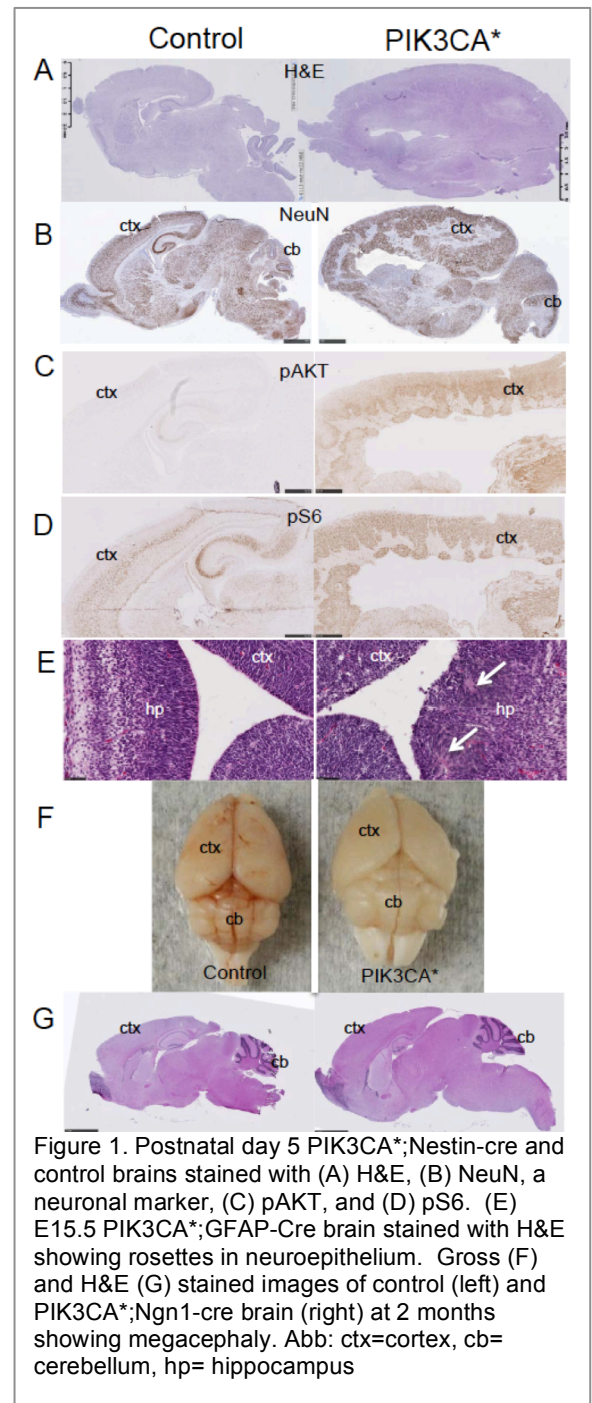 Control PIK3CA*
A H&E
B NeuN
ctx cb ctx cb
C pAKT
ctx ctx
D pS6
ctx ctx
E ctx ctx
hp hp
F
ctx ctx
cb cb
Control PIK3CA*
G ctx cb ctx cb
Figure 1. Postnatal day 5 PIK3CA*;Nestin-cre and
control brains stained with (A) H&E, (B) NeuN, a
neuronal marker, (C) pAKT, and (D) pS6. (E)
E15.5 PIK3CA*;GFAP-Cre brain stained with H&E
showing rosettes in neuroepithelium. Gross (F)
and H&E (G) stained images of control (left) and
PIK3CA*;Ngn1-cre brain (right) at 2 months
showing megacephaly. Abb: ctx=cortex, cb=
cerebellum, hp= hippocampus